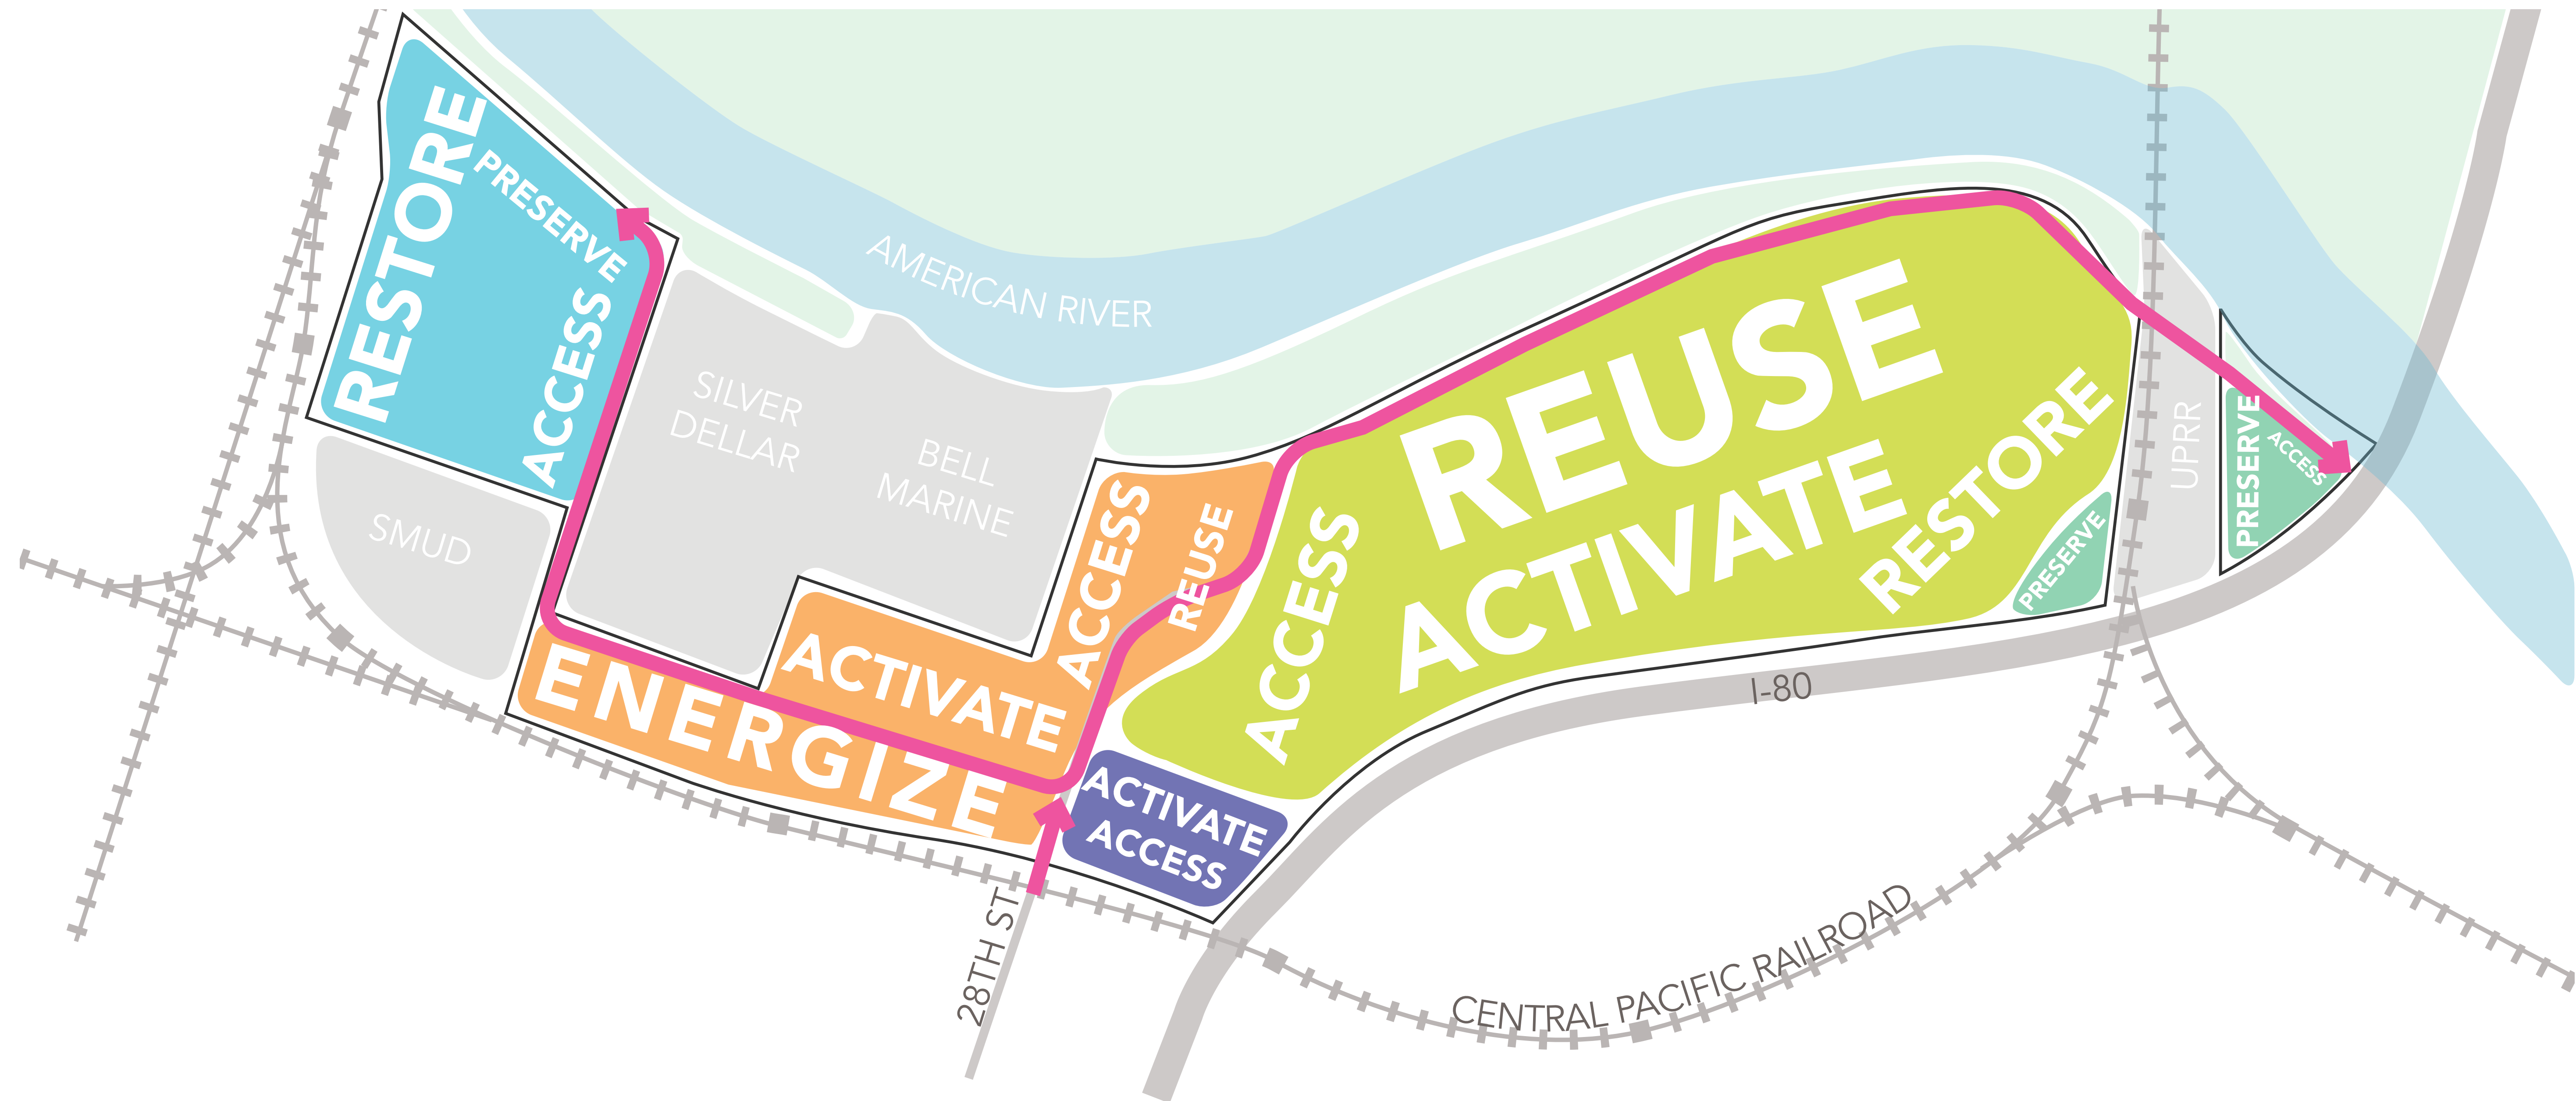 RESTORE
PRESERVE
ACCESS
SMUD
SILVER
DELLAR
BELL
MARINE
AMERICAN RIVER
ENERGIZE
ACTIVATE
ACCESS
REUSE
ACTIVATE
ACCESS
ACCESS
REUSE
ACTIVATE
RESTORE
PRESERVE
UPRR
PRESERVE
ACCESS
I-80
28TH ST
CENTRAL PACIFIC RAILROAD